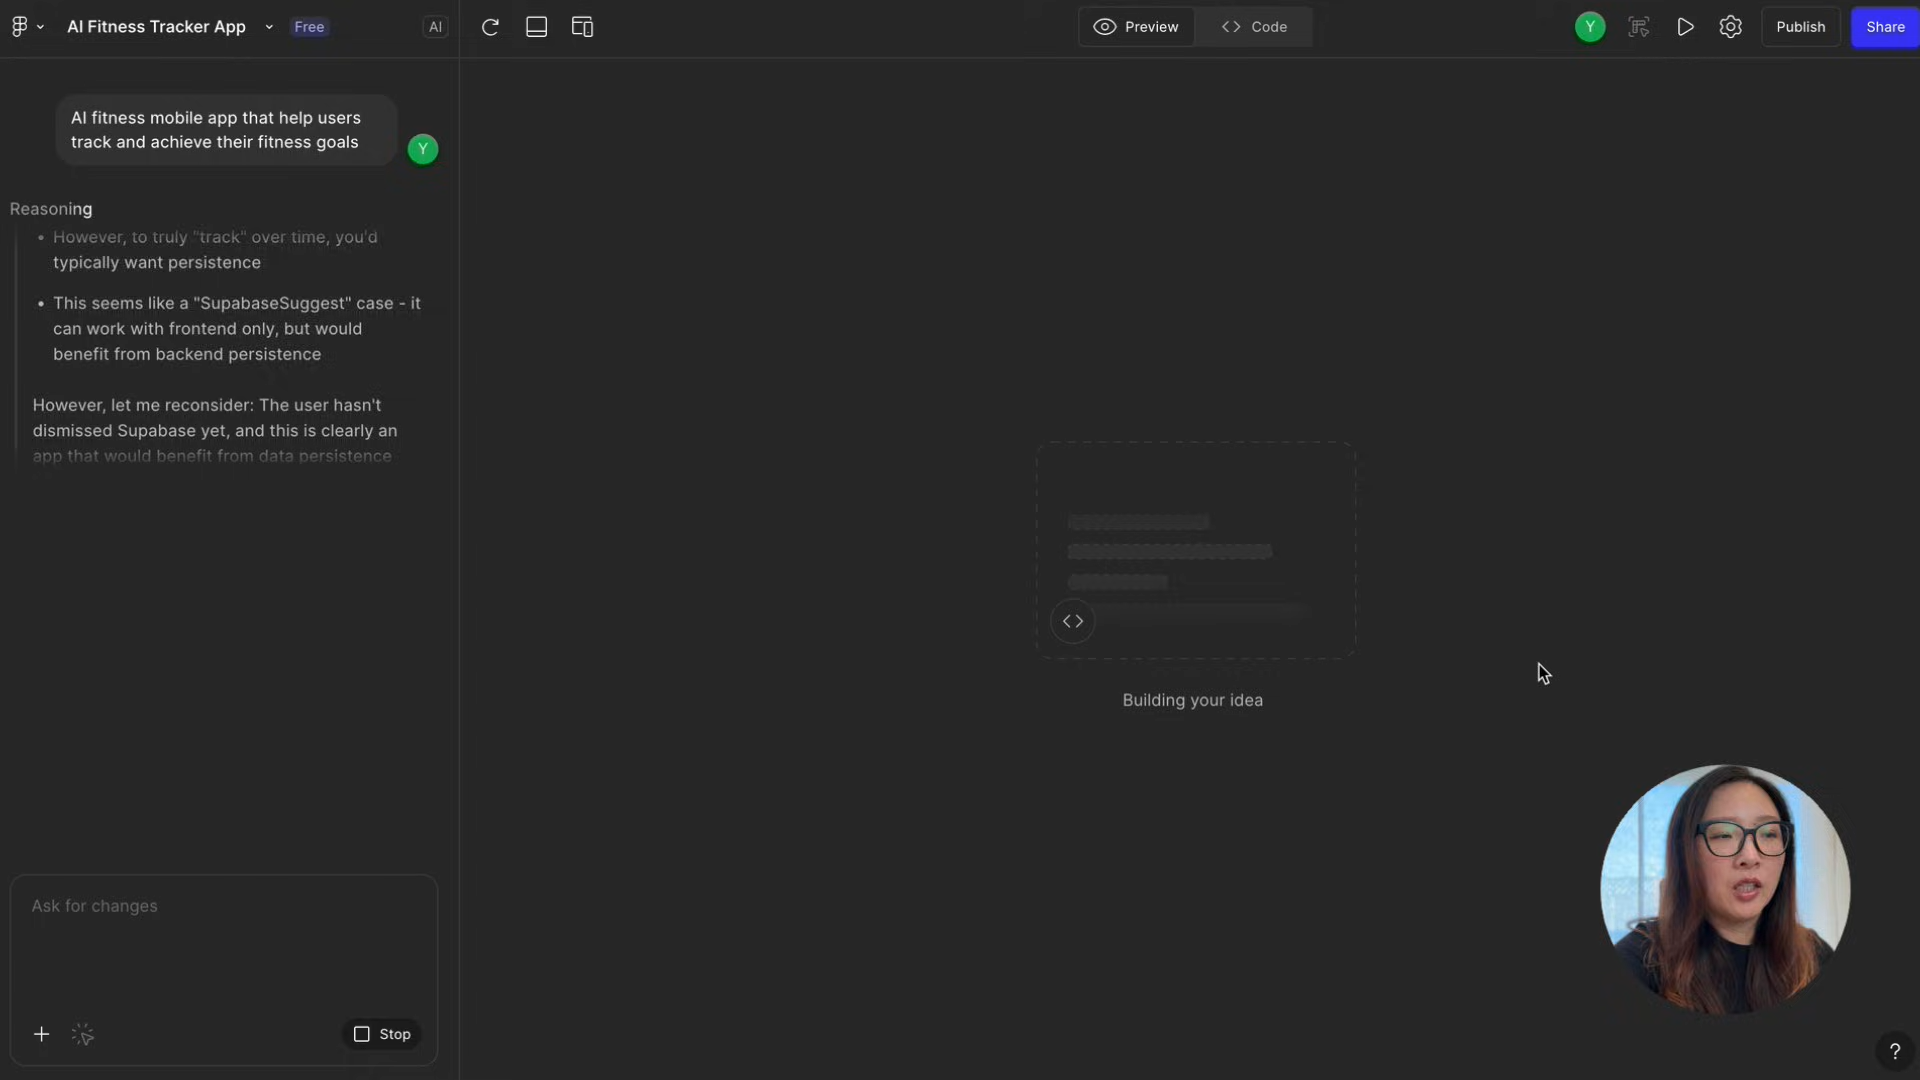 AI Fitness Tracker App
Free
AI
Preview
Code
Y
Publish
Share
AI fitness mobile app that help users
track and achieve their fitness goals
Y
Reasoning
• However, to truly "track" over time, you'd
typically want persistence
• This seems like a "SupabaseSuggest" case - it
can work with frontend only, but would
benefit from backend persistence
However, let me reconsider: The user hasn't
dismissed Supabase yet, and this is clearly an
app that would benefit from data persistence
Building your idea
Ask for changes
Stop
?